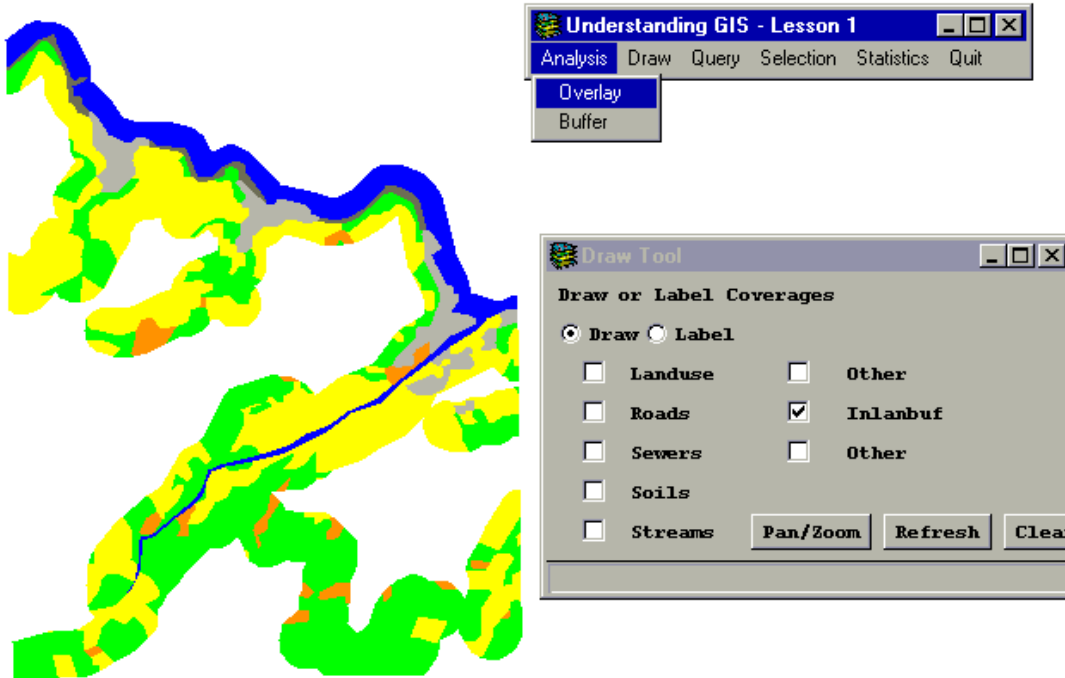 Understanding GIS - Lesson 1
Analysis Draw Query Selection Statistics Quit
Overlay
Buffer
Draw Tool
Draw or Label Coverages
Draw Label
Landuse Other
Roads Inlanbuf
Sewers Other
Soils
Streams Pan/Zoom Refresh Clea